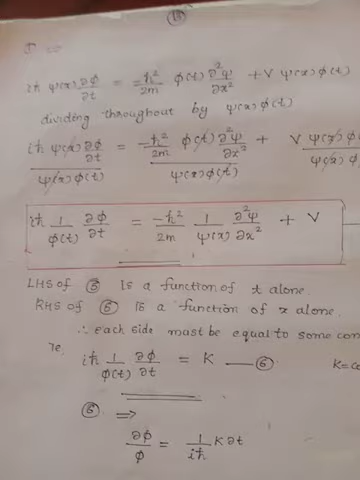 iℏ ψ(x) ∂ϕ/∂t = -ℏ²/2m ϕ(t) ∂²ψ/∂x² + V ψ(x) ϕ(t)
dividing throughout by ψ(x) ϕ(t)
iℏ ψ(x) ∂ϕ/∂t / ψ(x) ϕ(t) = -ℏ²/2m ϕ(t) ∂²ψ/∂x² / ψ(x) ϕ(t) + V ψ(x) ϕ / ψ(x) ϕ
iℏ 1/ϕ(t) ∂ϕ/∂t = -ℏ²/2m 1/ψ(x) ∂²ψ/∂x² + V
LHS of ⑤ is a function of t alone.
RHS of ⑤ is a function of x alone.
∴ each side must be equal to some con
ie, iℏ 1/ϕ(t) ∂ϕ/∂t = K —⑥ K=co
⑥ ⇒
∂ϕ/ϕ = 1/iℏ K ∂t